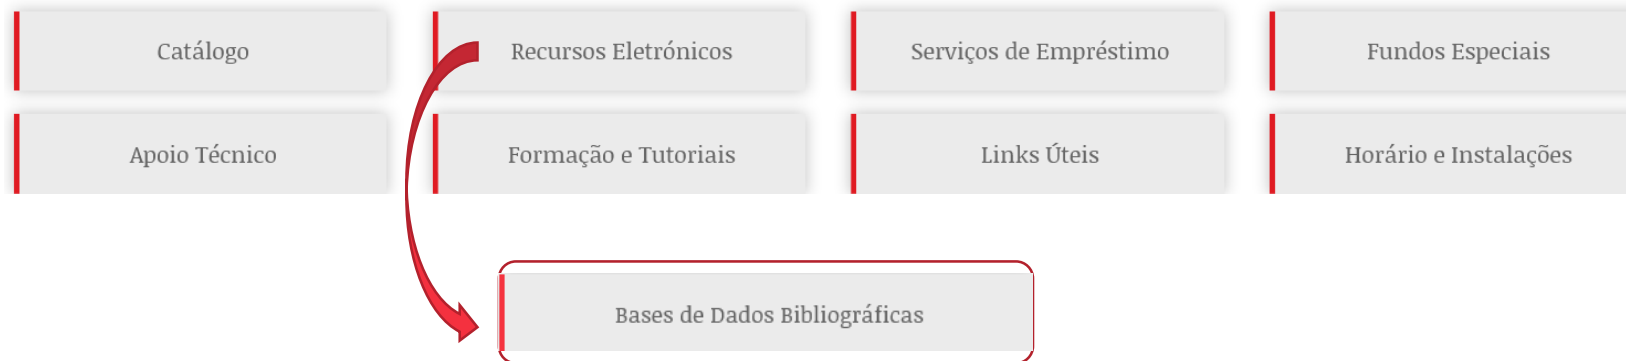 Catálogo
Recursos Eletrónicos
Serviços de Empréstimo
Fundos Especiais
Apoio Técnico
Formação e Tutoriais
Links Úteis
Horário e Instalações
Bases de Dados Bibliográficas